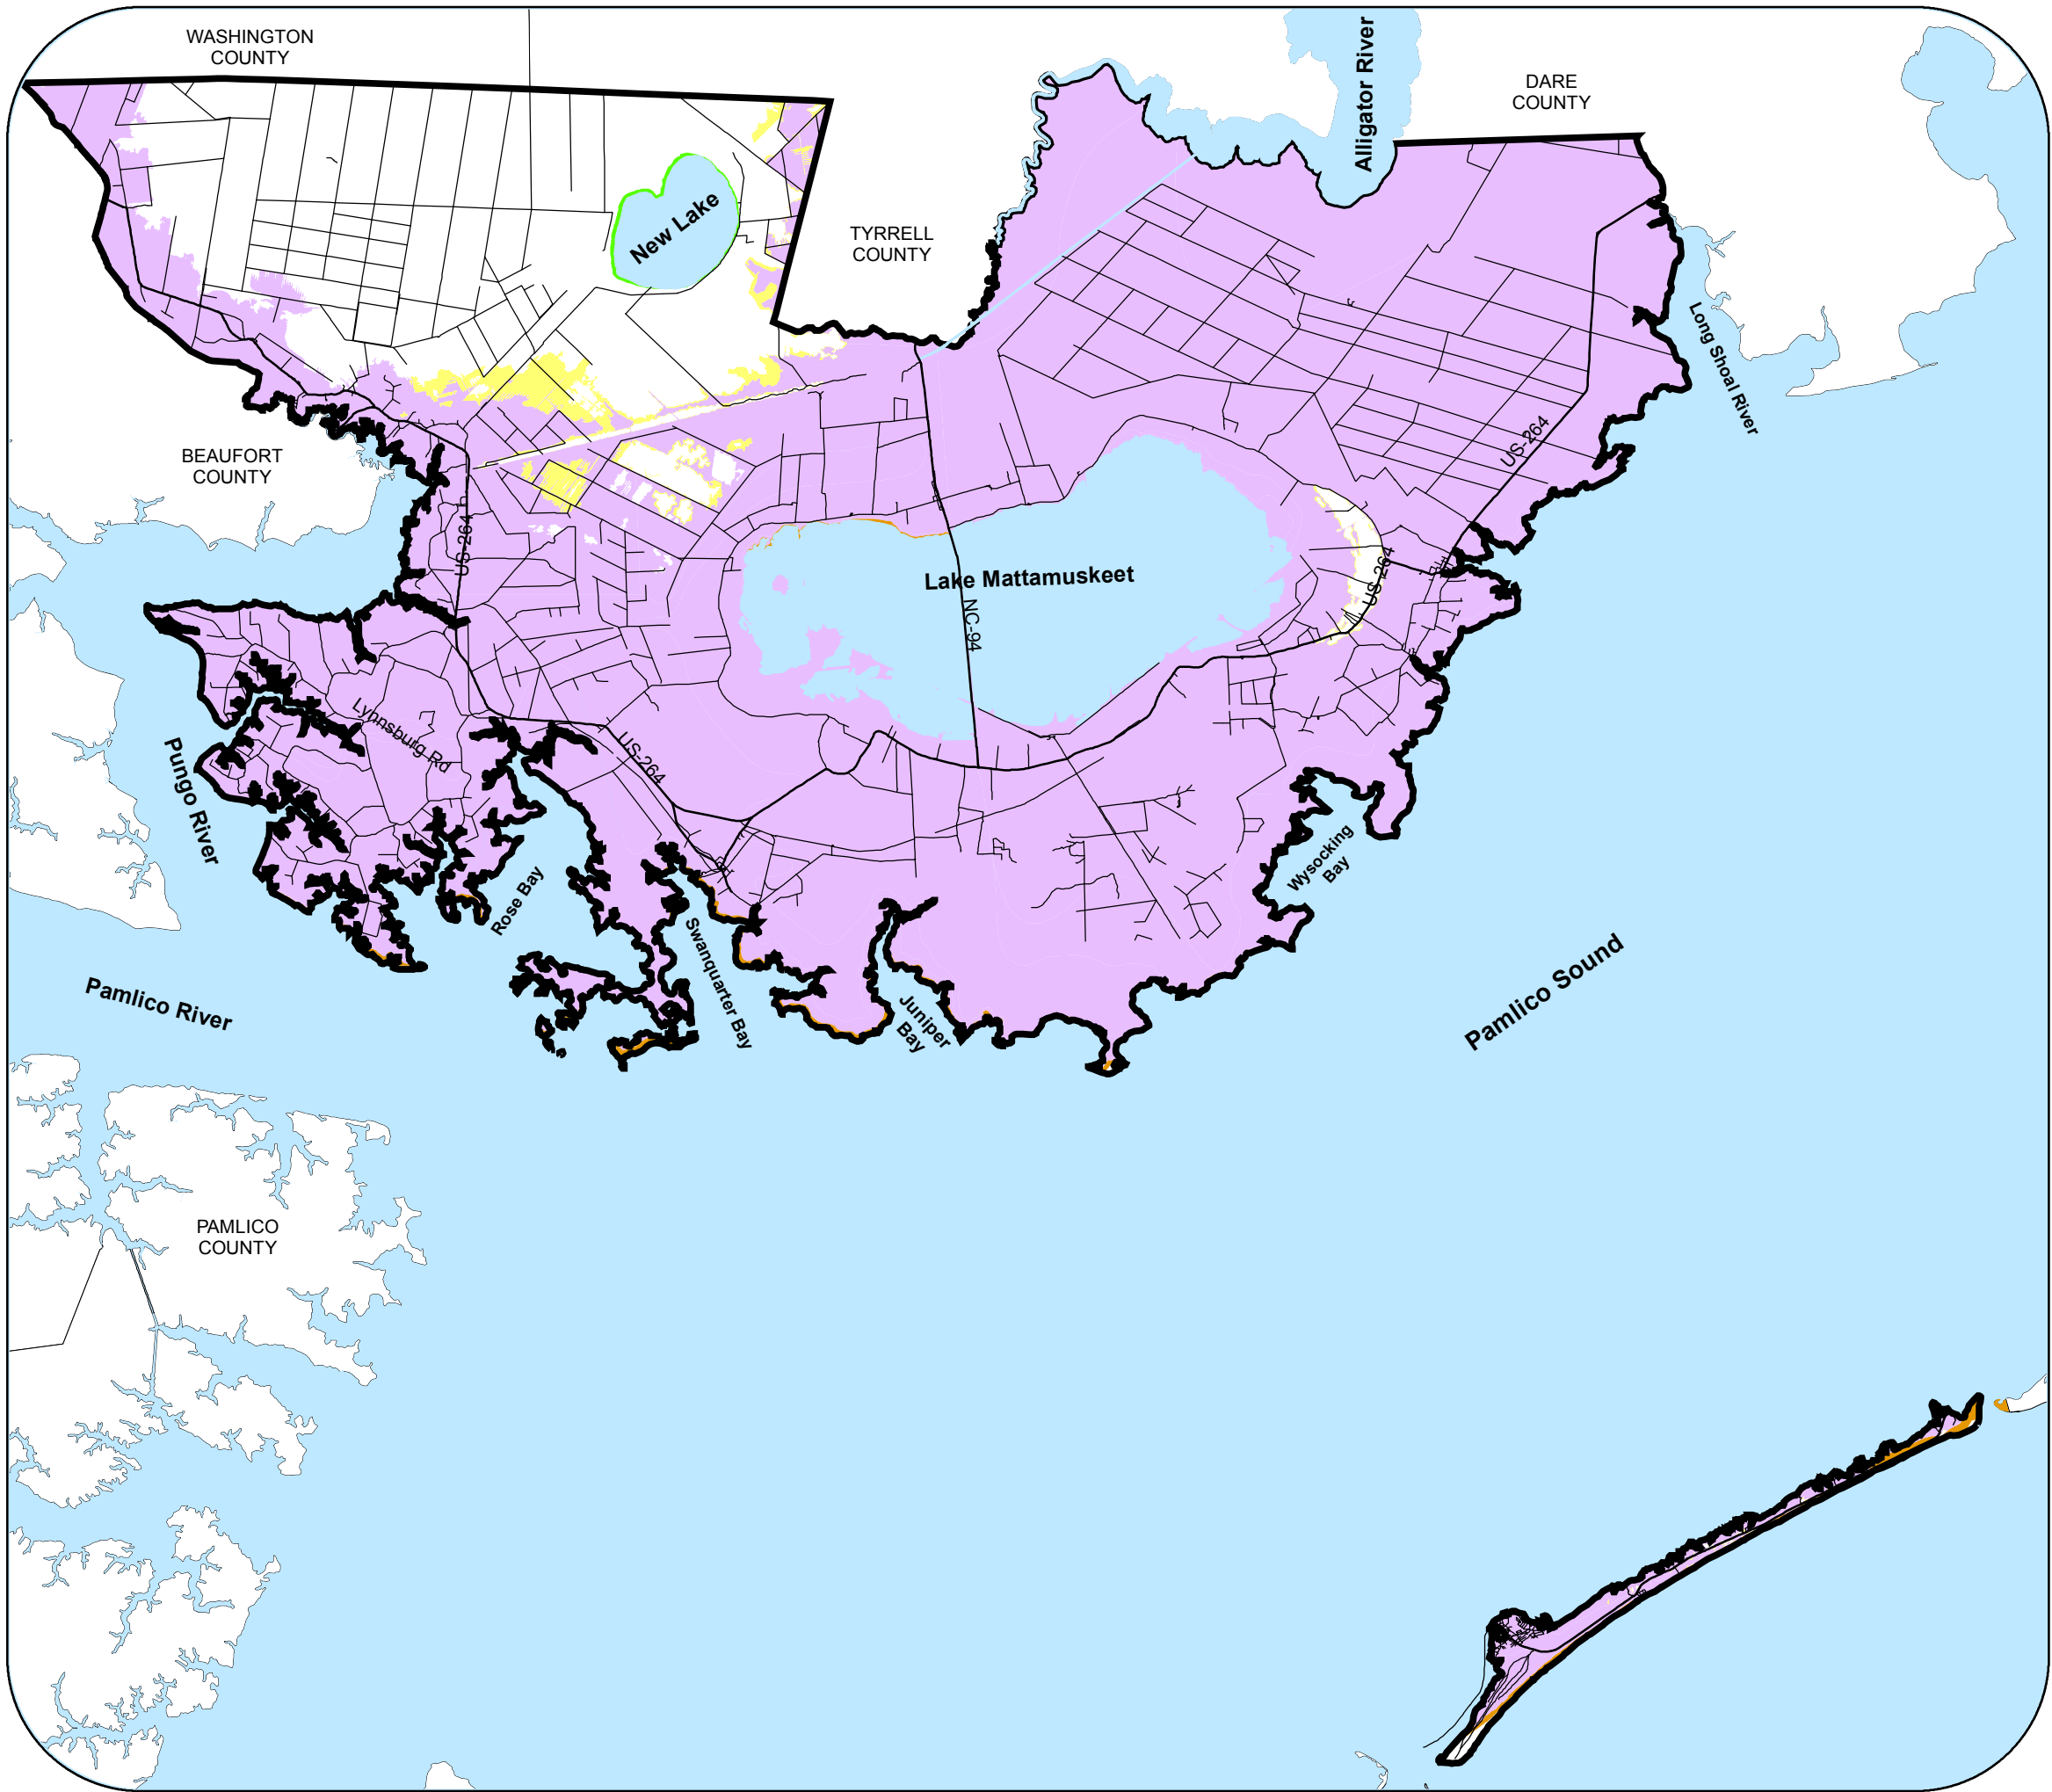 WASHINGTON
COUNTY
Alligator River
DARE
COUNTY
New Lake
TYRRELL
COUNTY
Long Shoal River
BEAUFORT
COUNTY
US-264
US-264
Lake Mattamuskeet
US-264
NC-94
Lynnsburg Rd
Pungo River
US-264
Wysocking
Bay
Rose Bay
Swanquarter Bay
Pamlico River
Juniper
Bay
Pamlico Sound
PAMLICO
COUNTY